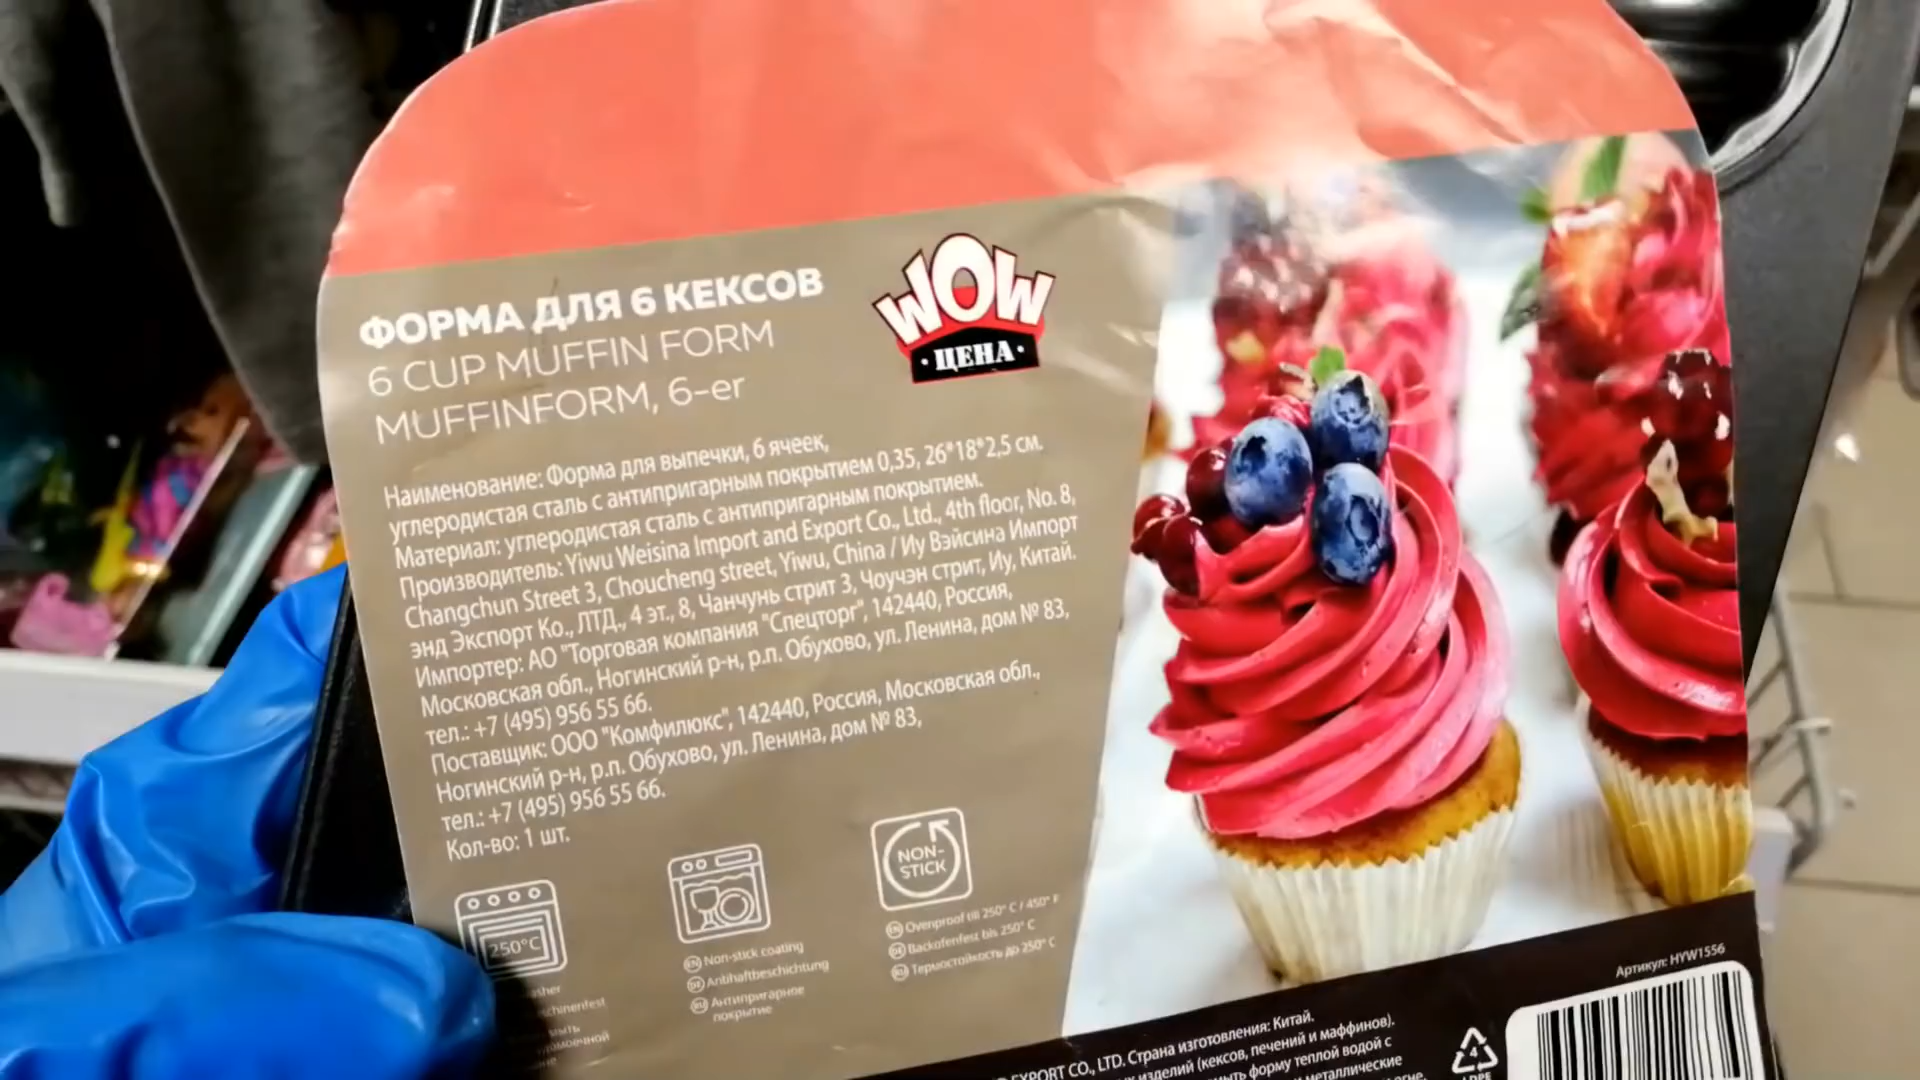 ФОРМА ДЛЯ 6 КЕКСОВ
6 CUP MUFFIN FORM
MUFFINFORM, 6-er
WOW
·ЦЕНА·
Наименование: Форма для выпечки, 6 ячеек,
углеродистая сталь с антипригарным покрытием 0,35, 26*18*2,5 см.
Материал: углеродистая сталь с антипригарным покрытием.
Производитель: Yiwu Weisina Import and Export Co., Ltd., 4th floor, No. 8,
Changchun Street 3, Choucheng street, Yiwu, China / Иу Вэйсина Импорт
энд Экспорт Ко., ЛТД., 4 эт., 8, Чанчунь стрит 3, Чоучэн стрит, Иу, Китай.
Импортер: АО "Торговая компания "Спецторг", 142440, Россия,
Московская обл., Ногинский р-н, р.п. Обухово, ул. Ленина, дом № 83,
тел.: +7 (495) 956 55 66.
Поставщик: ООО "Комфилюкс", 142440, Россия, Московская обл.,
Ногинский р-н, р.п. Обухово, ул. Ленина, дом № 83,
тел.: +7 (495) 956 55 66.
Кол-во: 1 шт.
250°C
NON-
STICK
EN Non-stick coating
DE Antihaftbeschichtung
RU Антипригарное
покрытие
EN Ovenproof till 250° C / 450° F
DE Backofenfest bis 250° C
RU Термостойкость до 250° C
Артикул: HYW1556
EXPORT CO., LTD. Страна изготовления: Китай.
изделий (кексов, печений и маффинов).
форму теплой водой с
металлические
4